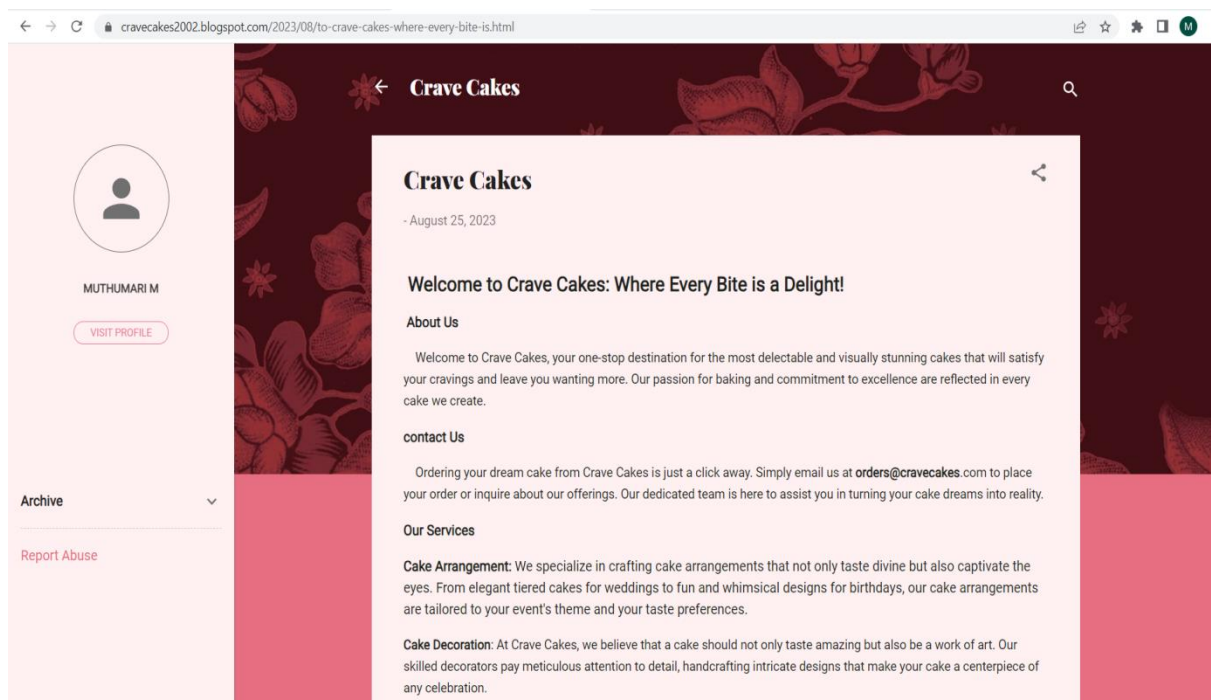 cravecakes2002.blogspot.com/2023/08/to-crave-cakes-where-every-bite-is.html
M
Crave Cakes
MUTHUMARI M
VISIT PROFILE
Archive
Report Abuse
Crave Cakes
- August 25, 2023
Welcome to Crave Cakes: Where Every Bite is a Delight!
About Us
Welcome to Crave Cakes, your one-stop destination for the most delectable and visually stunning cakes that will satisfy
your cravings and leave you wanting more. Our passion for baking and commitment to excellence are reflected in every
cake we create.
contact Us
Ordering your dream cake from Crave Cakes is just a click away. Simply email us at orders@cravecakes.com to place
your order or inquire about our offerings. Our dedicated team is here to assist you in turning your cake dreams into reality.
Our Services
Cake Arrangement: We specialize in crafting cake arrangements that not only taste divine but also captivate the
eyes. From elegant tiered cakes for weddings to fun and whimsical designs for birthdays, our cake arrangements
are tailored to your event's theme and your taste preferences.
Cake Decoration: At Crave Cakes, we believe that a cake should not only taste amazing but also be a work of art. Our
skilled decorators pay meticulous attention to detail, handcrafting intricate designs that make your cake a centerpiece of
any celebration.